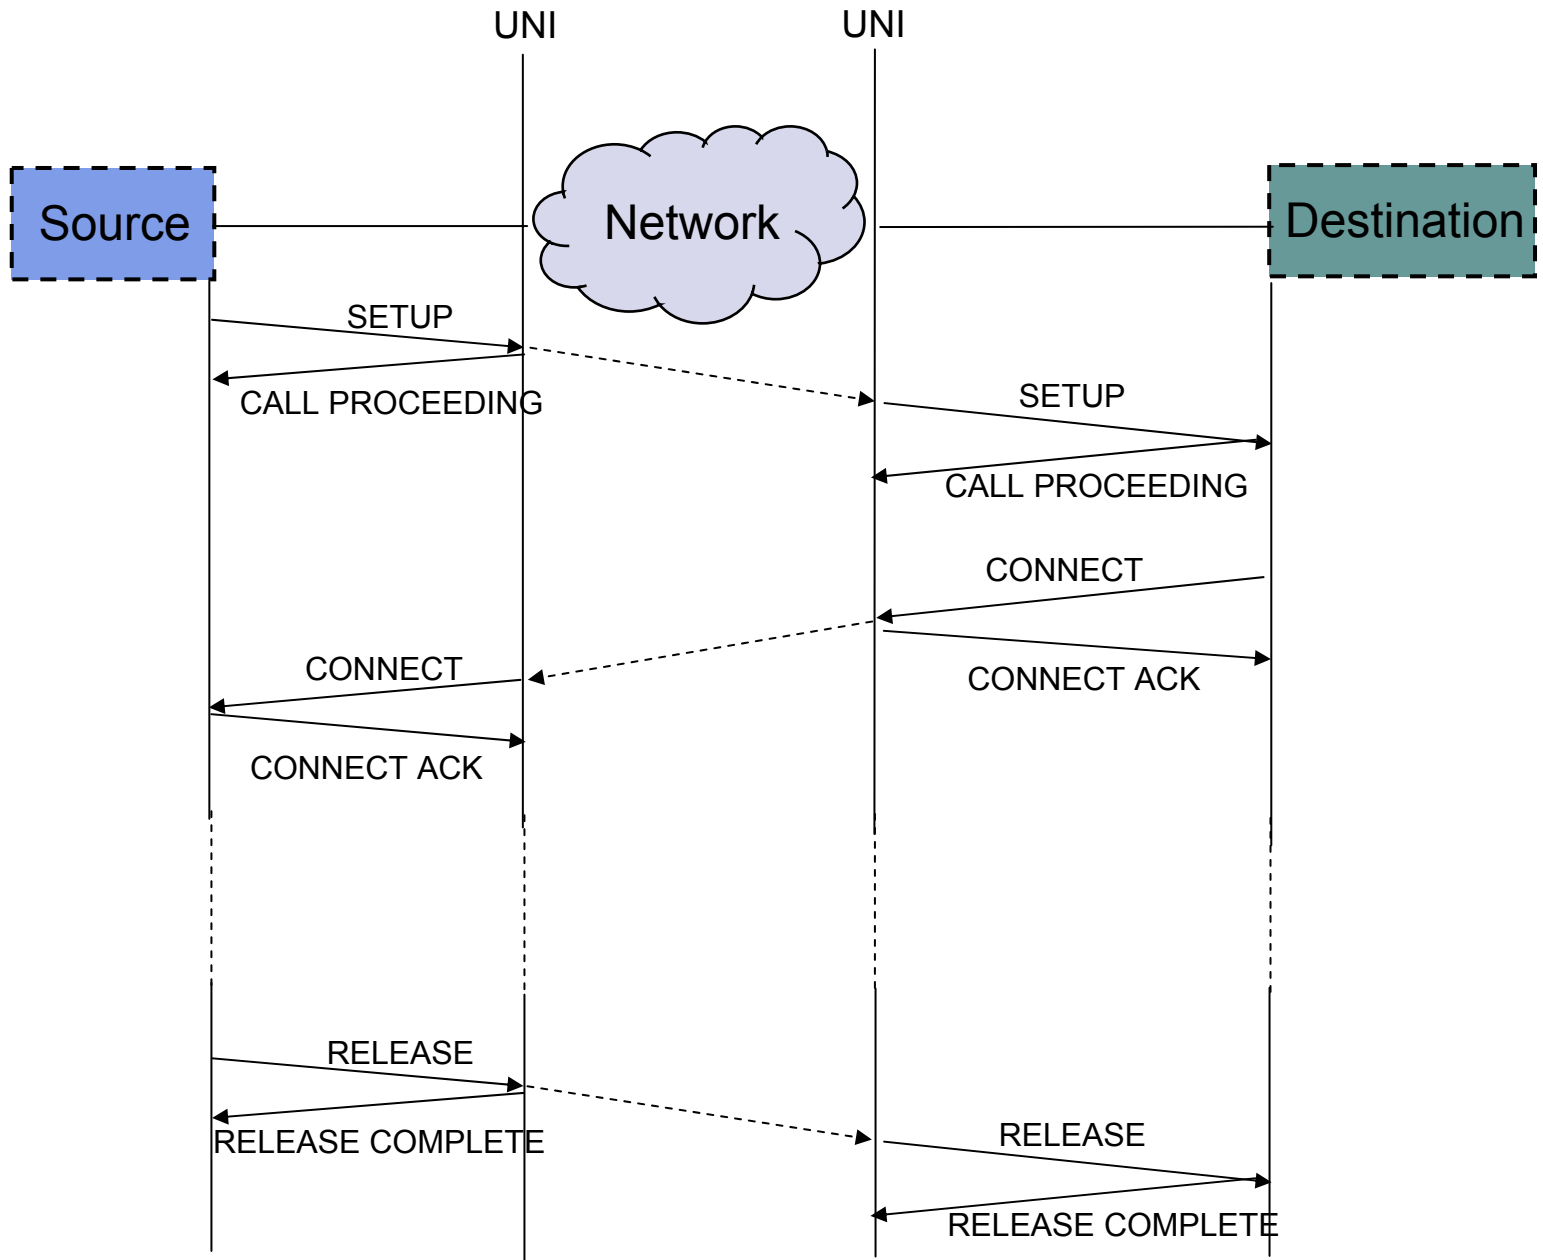 UNI
UNI
Source
Network
Destination
SETUP
CALL PROCEEDING
SETUP
CALL PROCEEDING
CONNECT
CONNECT
CONNECT ACK
CONNECT ACK
RELEASE
RELEASE COMPLETE
RELEASE
RELEASE COMPLETE